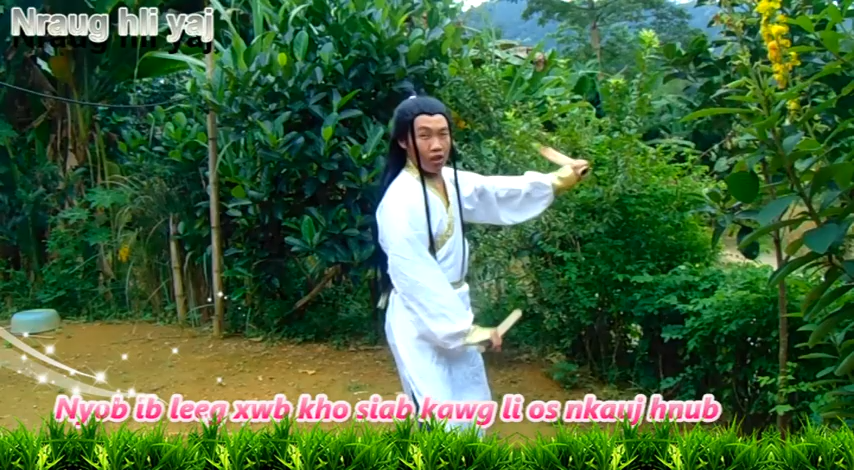 Nraug hli yaj
Nyob ib leeg xwb kho siab kawg li os nkauj hnub